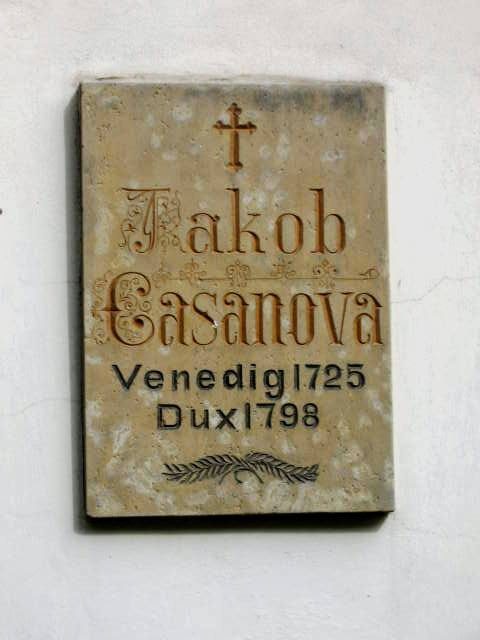 Jakob
Casanova
Venedig 1725
Dux 1798